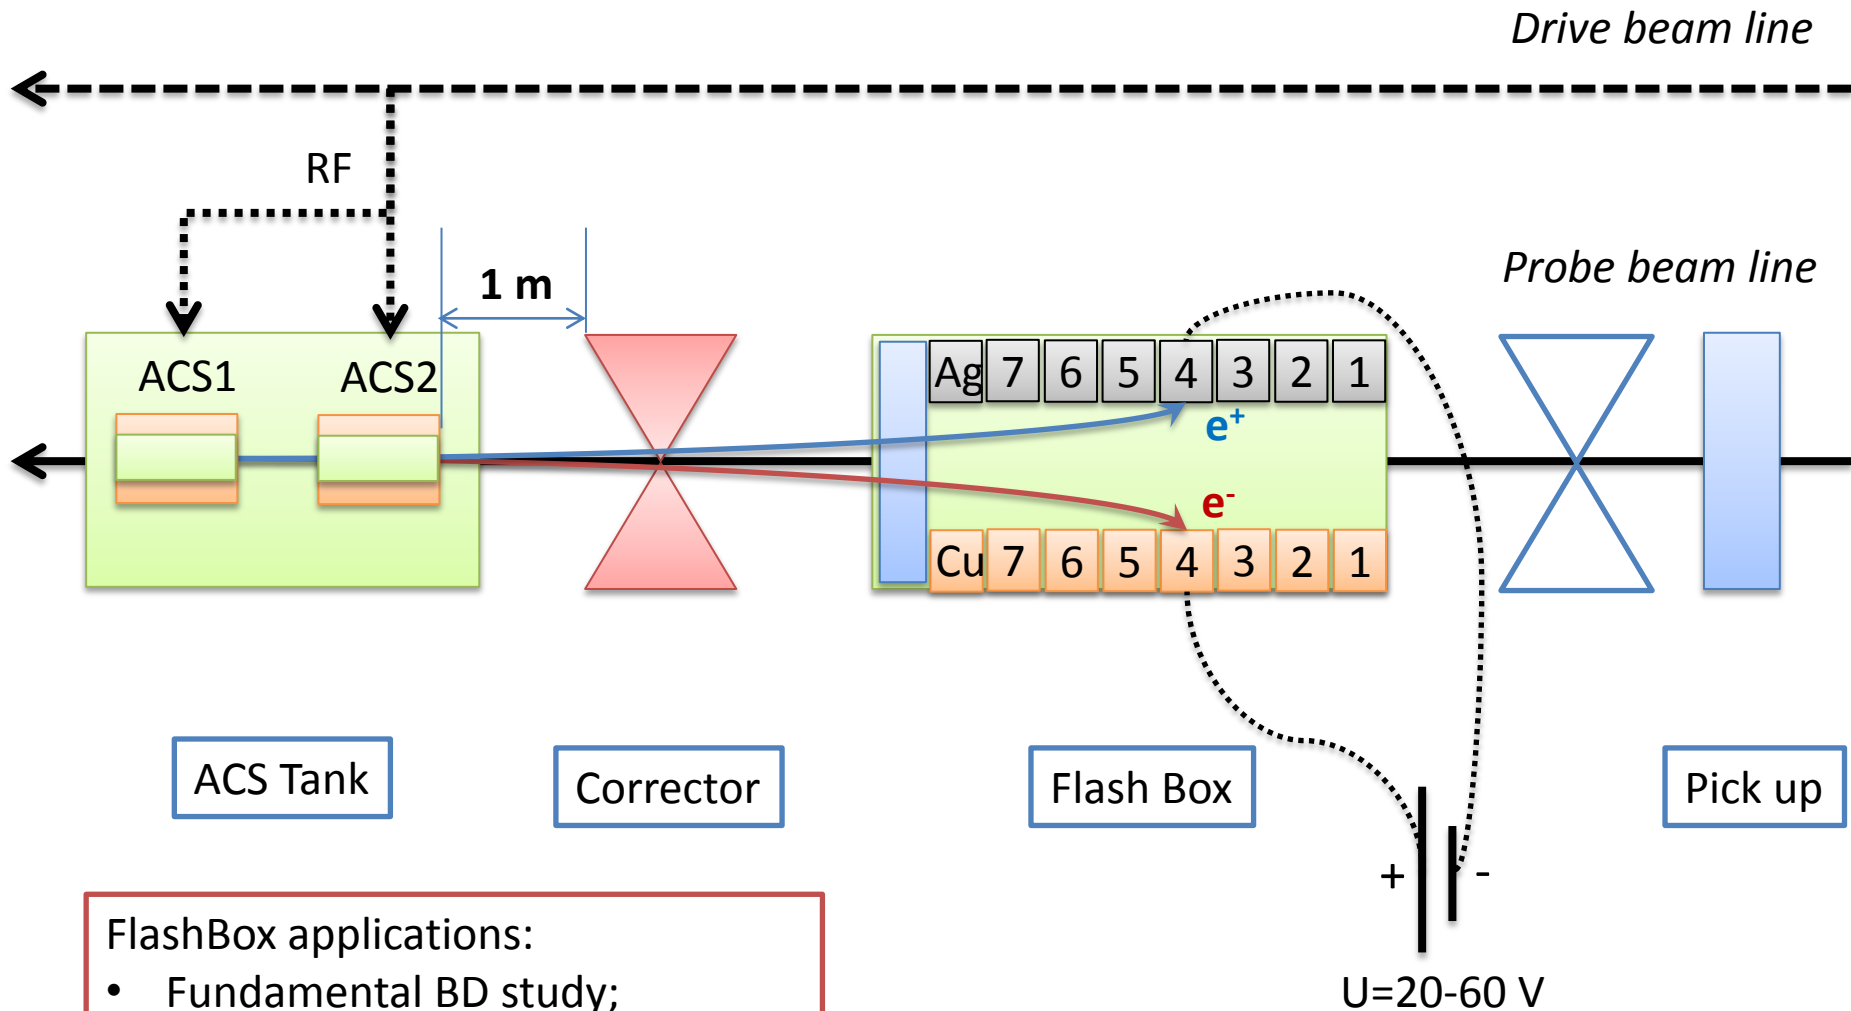 Drive beam line
RF
Probe beam line
1 m
ACS1 ACS2
Ag 7 6 5 4 3 2 1
e+
e-
Cu 7 6 5 4 3 2 1
ACS Tank
Corrector
Flash Box
Pick up
+ -
FlashBox applications:
• Fundamental BD study;
U=20-60 V